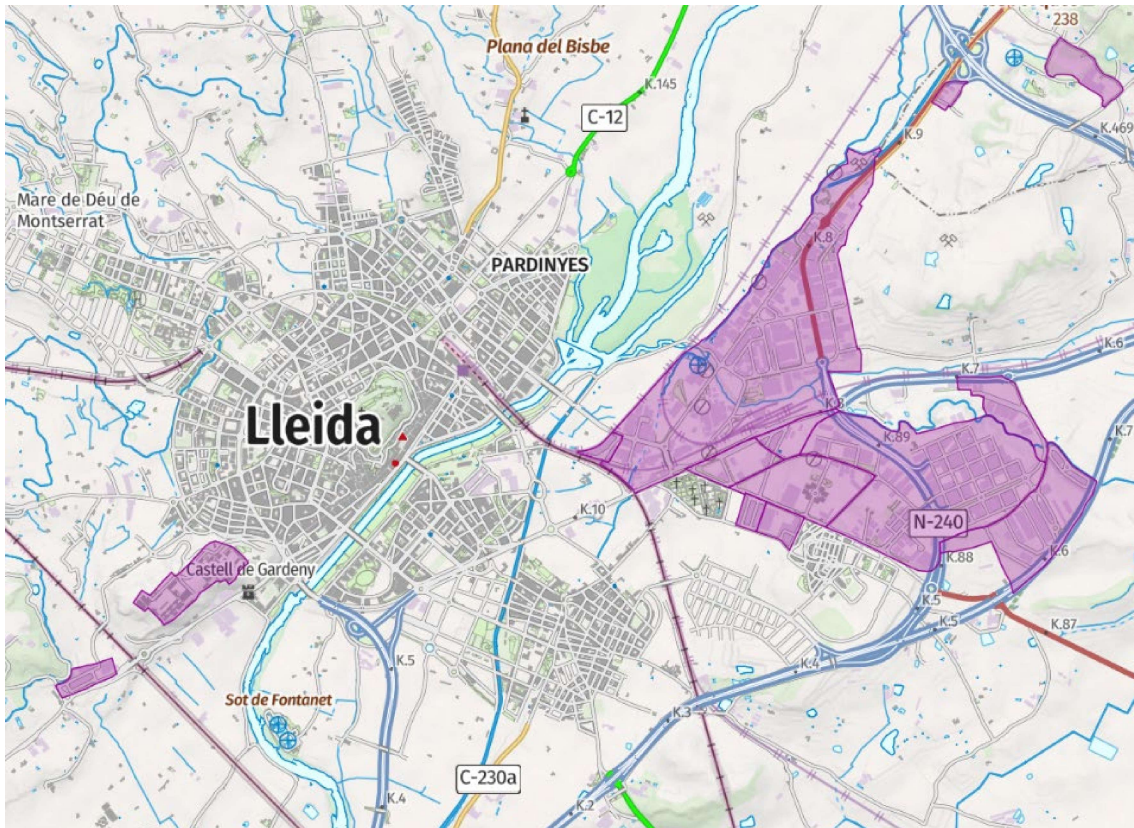 238
Plana del Bisbe
K.145
C-12
K.469
K.9
Mare de Déu de
Montserrat
K.8
PARDINYES
K.6
K.7
Lleida
K.8
K.89
K.7
K.10
N-240
K.88
K.6
Castell de Gardeny
K.5
K.5
K.87
K.5
K.4
Sot de Fontanet
K.3
C-230a
K.4
K.2